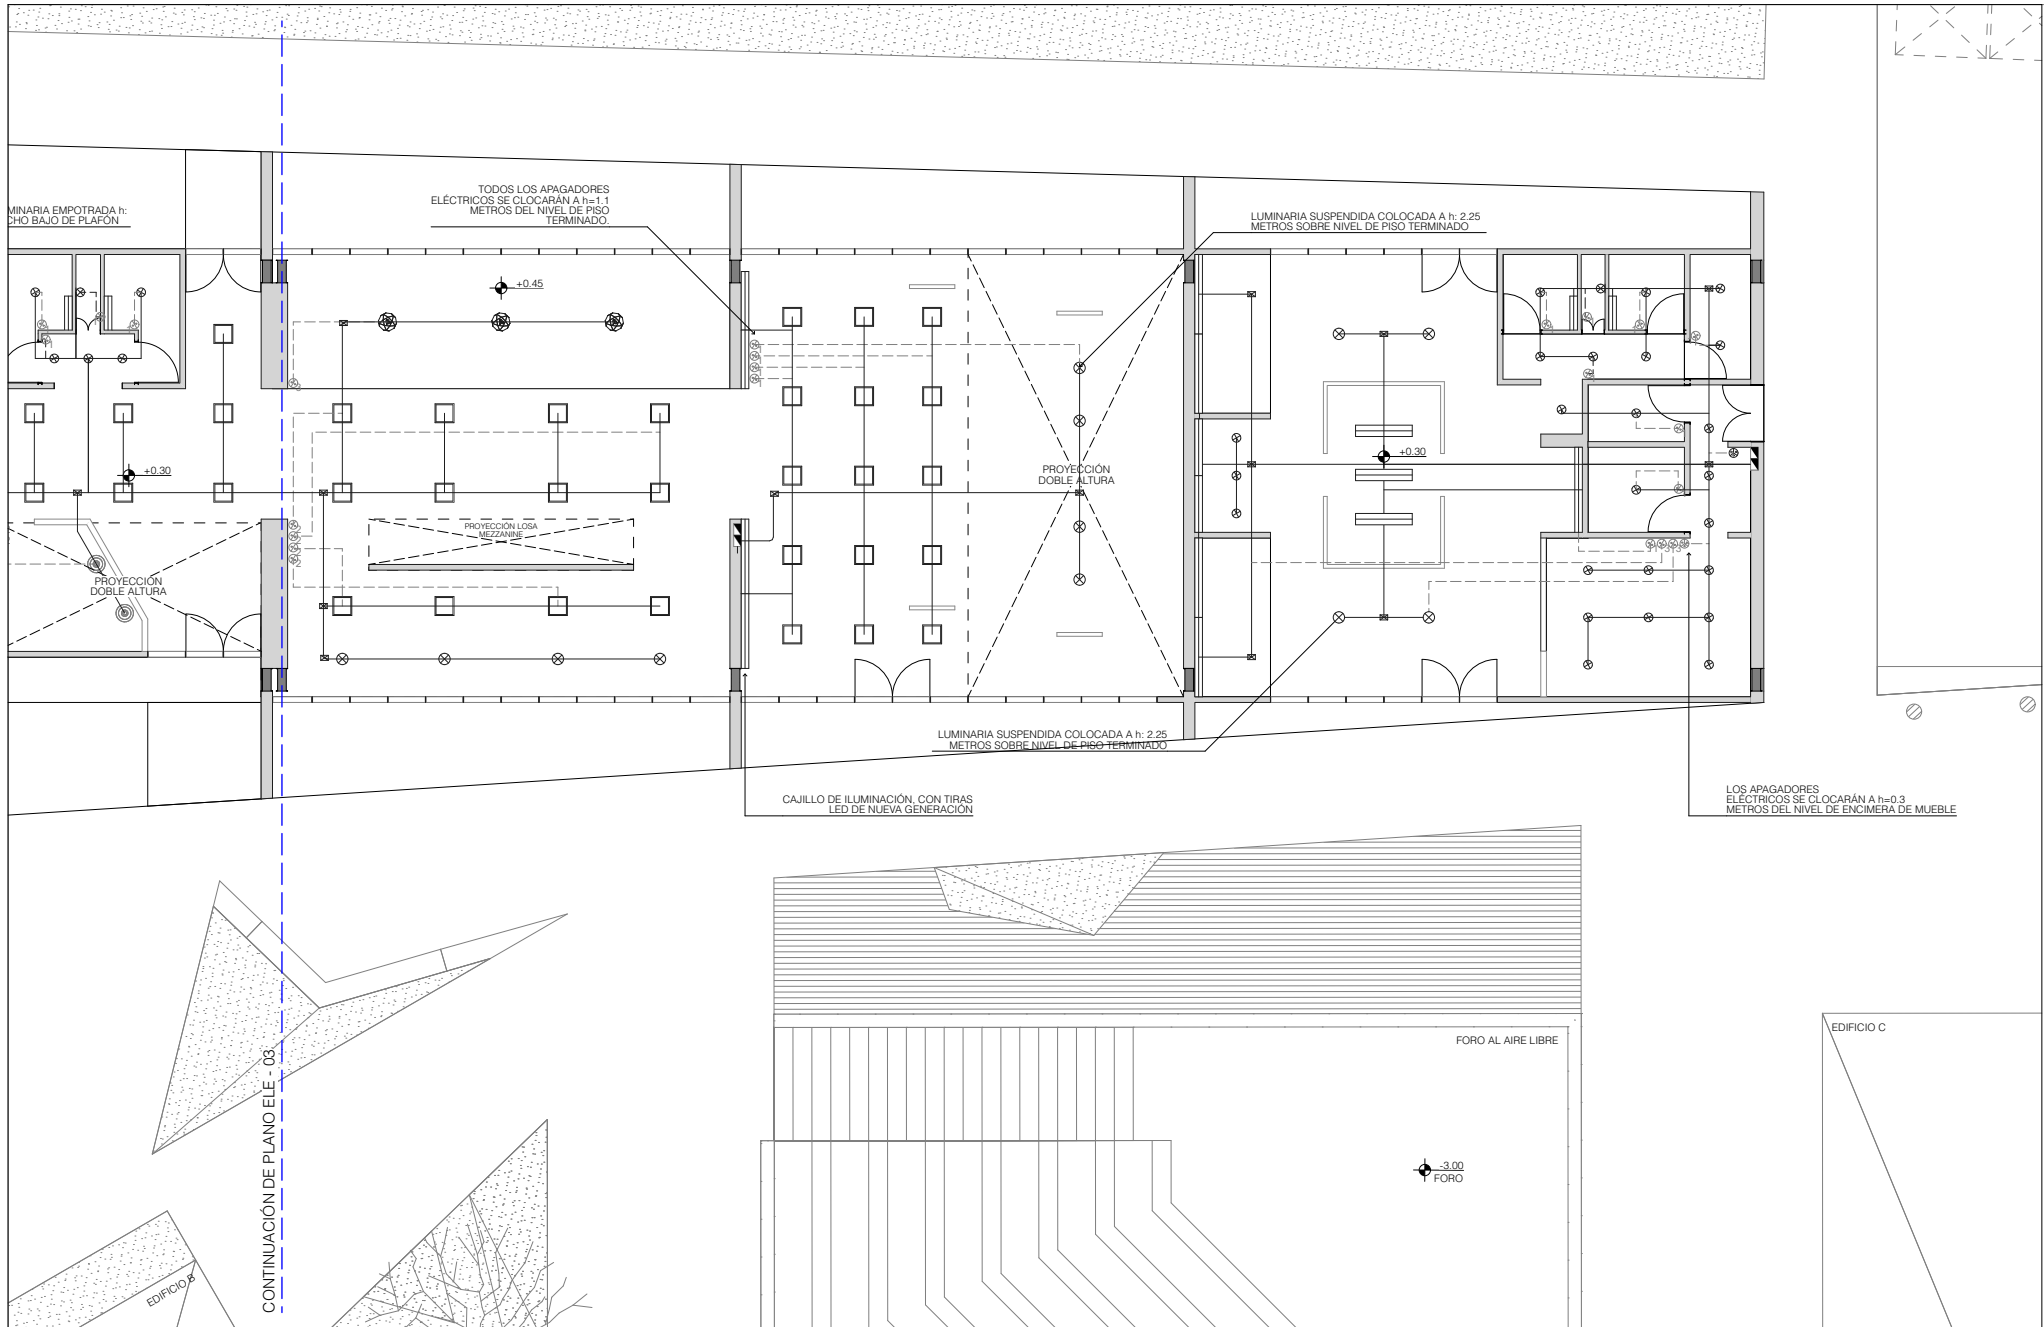 MINARIA EMPOTRADA h:
CHO BAJO DE PLAFÓN
TODOS LOS APAGADORES
ELÉCTRICOS SE CLOCARÁN A h=1.1
METROS DEL NIVEL DE PISO
TERMINADO.
LUMINARIA SUSPENDIDA COLOCADA A h: 2.25
METROS SOBRE NIVEL DE PISO TERMINADO
+0.45
+0.30
PROYECCIÓN
DOBLE ALTURA
PROYECCIÓN LOSA
MEZZANINE
PROYECCIÓN
DOBLE ALTURA
+0.30
LUMINARIA SUSPENDIDA COLOCADA A h: 2.25
METROS SOBRE NIVEL DE PISO TERMINADO
CAJILLO DE ILUMINACIÓN, CON TIRAS
LED DE NUEVA GENERACIÓN
LOS APAGADORES
ELÉCTRICOS SE CLOCARÁN A h=0.3
METROS DEL NIVEL DE ENCIMERA DE MUEBLE
CONTINUACIÓN DE PLANO ELE - 03
EDIFICIO B
FORO AL AIRE LIBRE
-3.00
FORO
EDIFICIO C